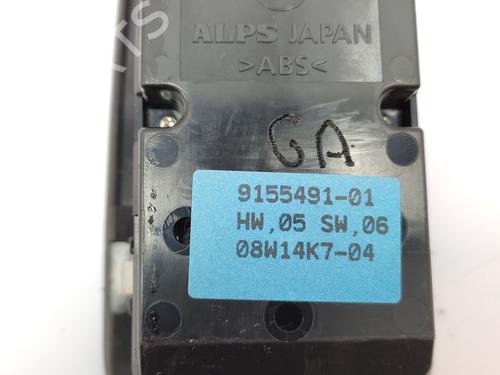 ALPS JAPAN
>ABS<
GA
9155491-01
HW,05 SW,06
08W14K7-04